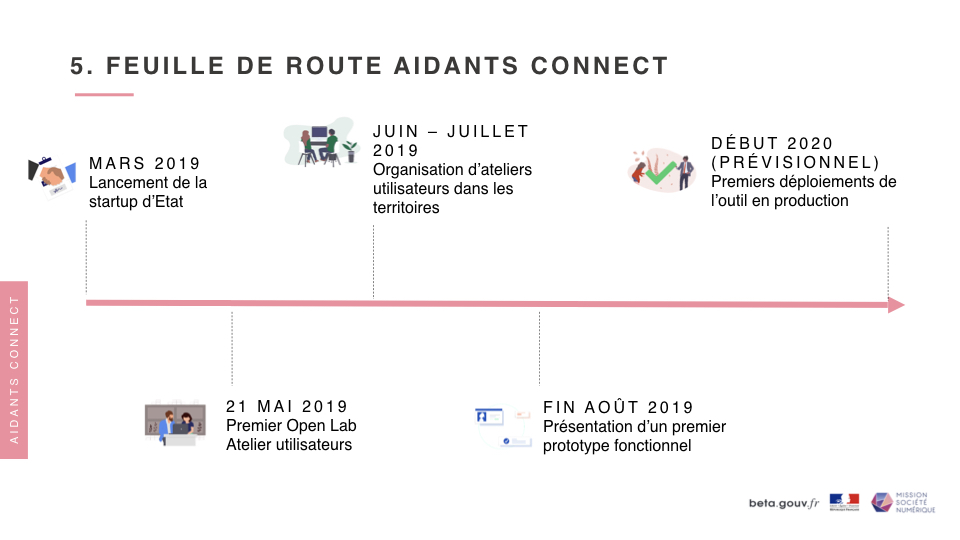 5. FEUILLE DE ROUTE AIDANTS CONNECT
MARS 2019
Lancement de la
startup d’Etat
JUIN – JUILLET
2019
Organisation d’ateliers
utilisateurs dans les
territoires
DÉBUT 2020
(PRÉVISIONNEL)
Premiers déploiements de
l’outil en production
AIDANTS CONNECT
21 MAI 2019
Premier Open Lab
Atelier utilisateurs
FIN AOÛT 2019
Présentation d’un premier
prototype fonctionnel
beta.gouv.fr
MISSION
SOCIÉTÉ
NUMÉRIQUE